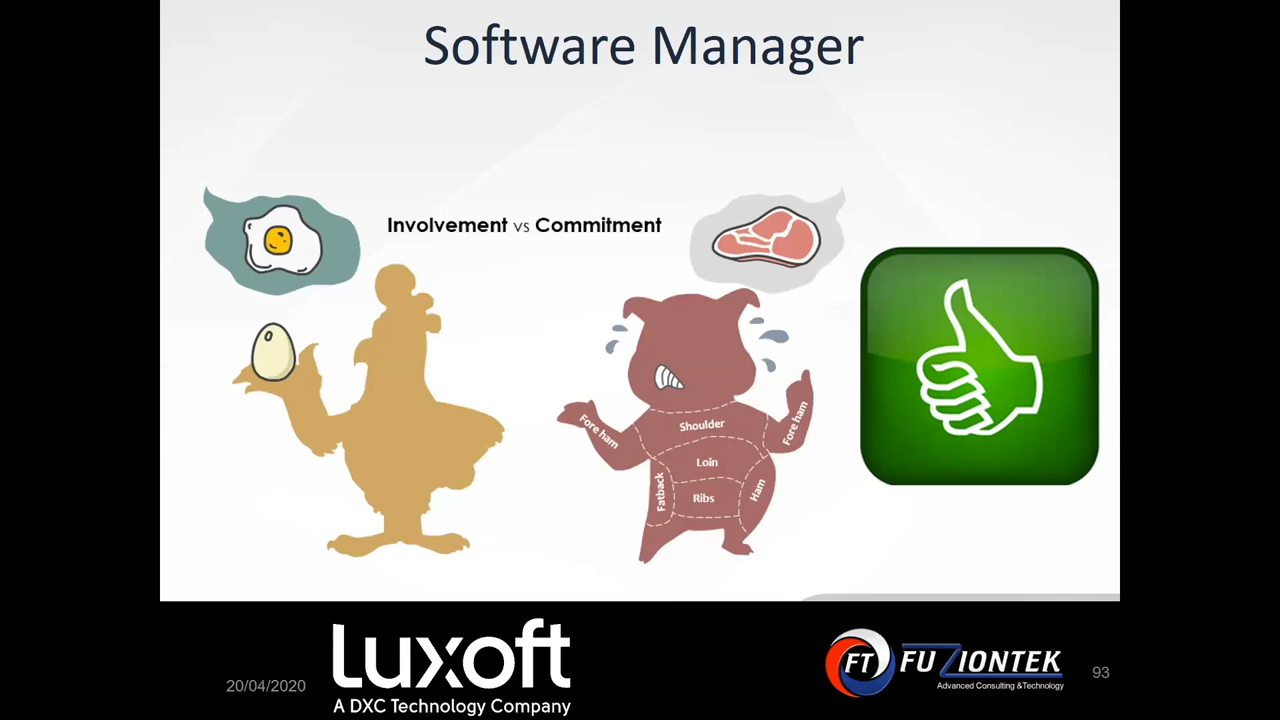 Software Manager
Involvement vs Commitment
Fore ham
Shoulder
Fore ham
Loin
Fatback
Ribs
Ham
Luxoft
A DXC Technology Company
20/04/2020
FT FUZIONTEK
Advanced Consulting &Technology
93